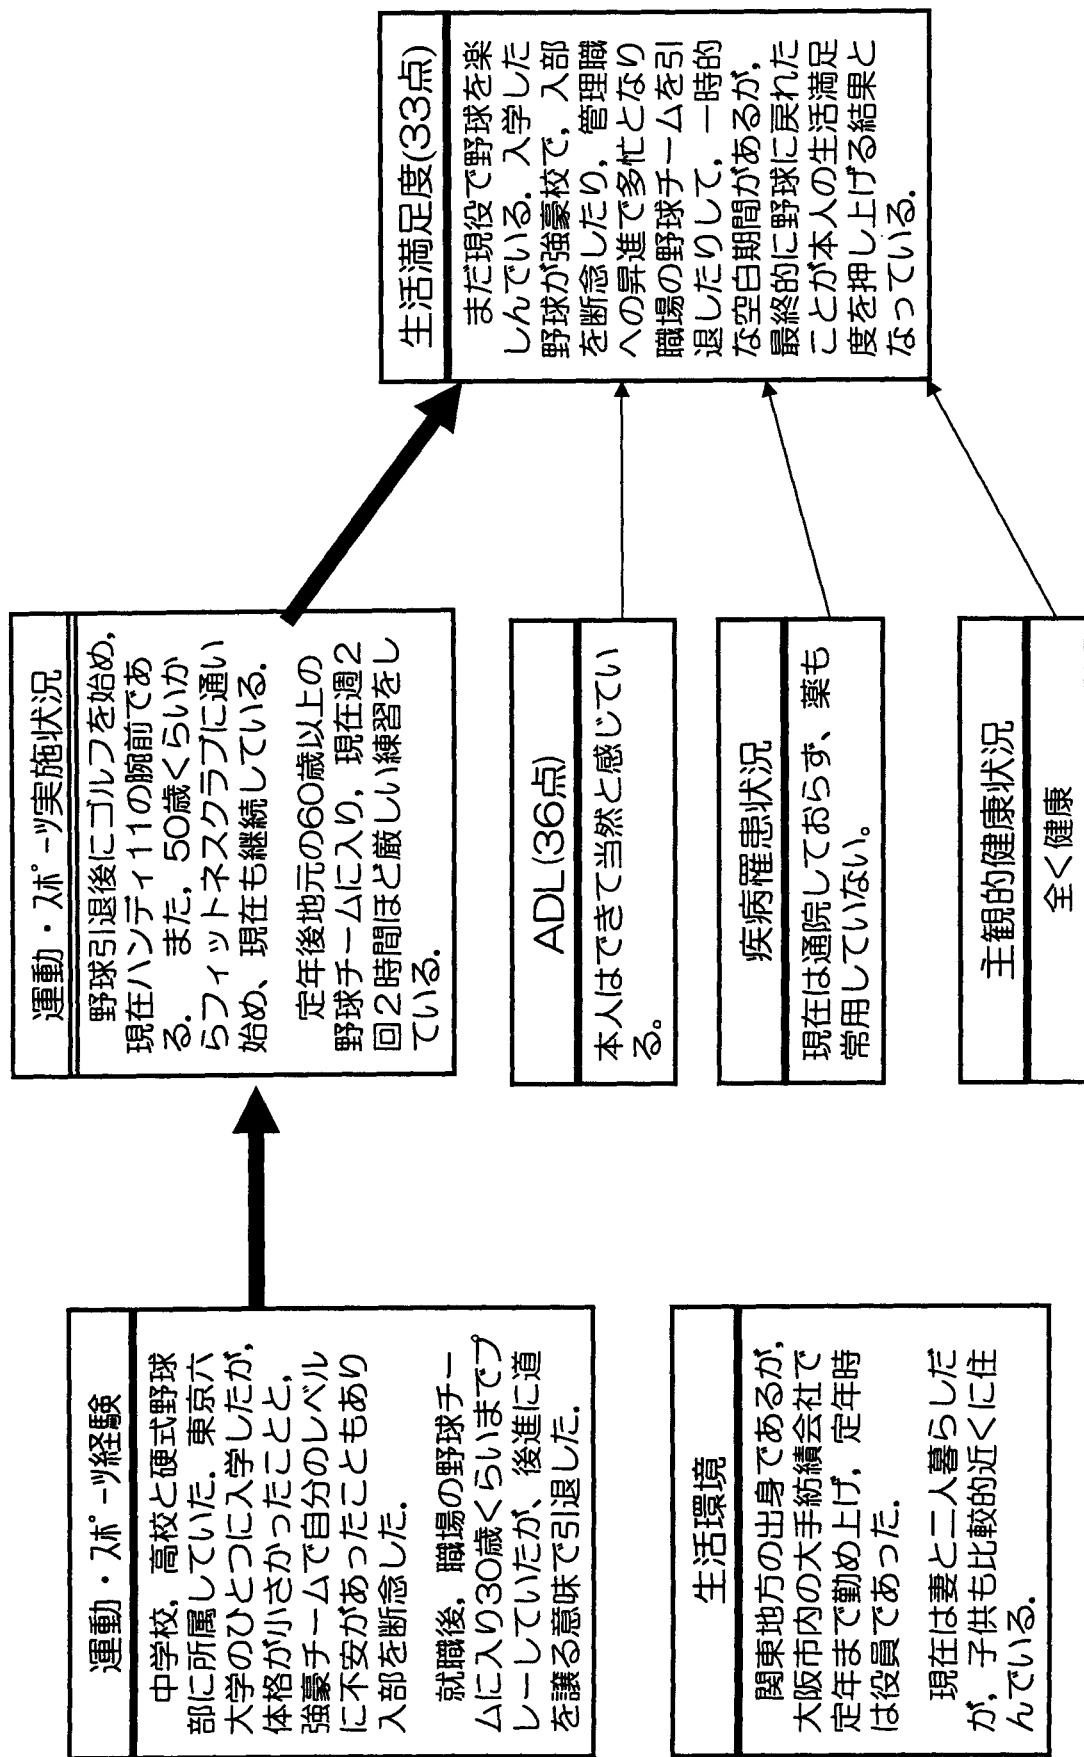 運動・スポーツ経験
中学校，高校と硬式野球
部に所属していた．東京六
大学のひとつに入学したが，
体格が小さかったことと，
強豪チームで自分のレベル
に不安があったこともあり
入部を断念した．
就職後，職場の野球チー
ムに入り30歳くらいまでプ
レーしていたが、後進に道
を譲る意味で引退した．
生活環境
関東地方の出身であるが，
大阪市内の大手紡績会社で
定年まで勤め上げ，定年時
は役員であった．
現在は妻と二人暮らしだ
が，子供も比較的近くに住
んでいる．
運動・スポーツ実施状況
野球引退後にゴルフを始め，
現在ハンディ11の腕前であ
る．また，50歳くらいか
らフィットネスクラブに通い
始め、現在も継続している．
定年後地元の60歳以上の
野球チームに入り，現在週2
回2時間ほど厳しい練習をし
ている．
ADL(36点)
本人はできて当然と感じてい
る。
疾病罹患状況
現在は通院しておらず、薬も
常用していない。
主観的健康状況
全く健康
生活満足度(33点)
まだ現役で野球を楽
しんでいる．入学した
野球が強豪校で，入部
を断念したり，管理職
への昇進で多忙となり
職場の野球チームを引
退したりして，一時的
な空白期間があるが，
最終的に野球に戻れた
ことが本人の生活満足
度を押し上げる結果と
なっている．